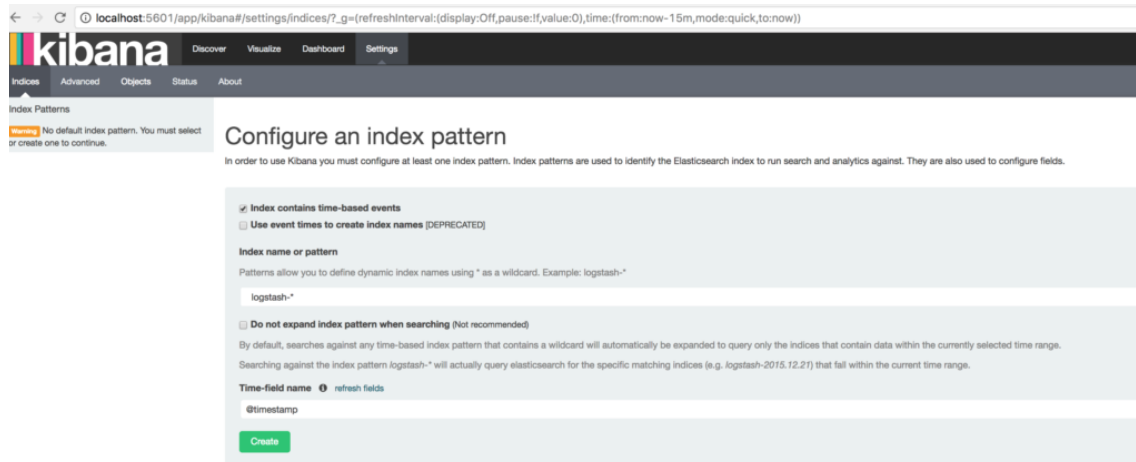 localhost:5601/app/kibana#/settings/indices/?_g=(refreshInterval:(display:Off,pause:!f,value:0),time:(from:now-15m,mode:quick,to:now))
kibana Discover Visualize Dashboard Settings
Indices Advanced Objects Status About
Index Patterns
Warning No default index pattern. You must select
or create one to continue.
Configure an index pattern
In order to use Kibana you must configure at least one index pattern. Index patterns are used to identify the Elasticsearch index to run search and analytics against. They are also used to configure fields.
Index contains time-based events
Use event times to create index names [DEPRECATED]
Index name or pattern
Patterns allow you to define dynamic index names using * as a wildcard. Example: logstash-*
logstash-*
Do not expand index pattern when searching (Not recommended)
By default, searches against any time-based index pattern that contains a wildcard will automatically be expanded to query only the indices that contain data within the currently selected time range.
Searching against the index pattern logstash-* will actually query elasticsearch for the specific matching indices (e.g. logstash-2015.12.21) that fall within the current time range.
Time-field name refresh fields
@timestamp
Create